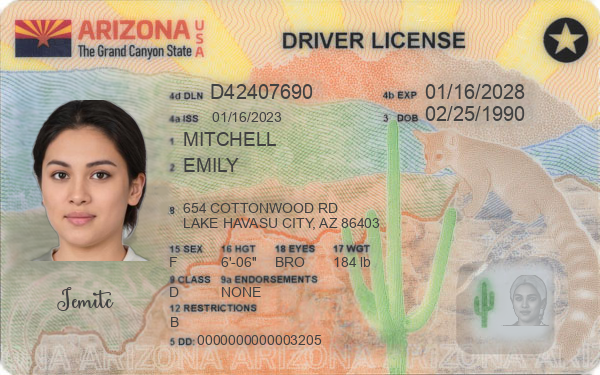 ARIZONA USA
The Grand Canyon State
DRIVER LICENSE
4d DLN D42407690
4b EXP 01/16/2028
4a ISS 01/16/2023
3 DOB 02/25/1990
1 MITCHELL
2 EMILY
8 654 COTTONWOOD RD
LAKE HAVASU CITY, AZ 86403
15 SEX 16 HGT 18 EYES 17 WGT
F 6'-06" BRO 184 lb
9 CLASS 9a ENDORSEMENTS
D NONE
12 RESTRICTIONS
B
5 DD: 0000000000003205
Jemite
ARIZONA ARIZONA ARIZONA ARIZONA